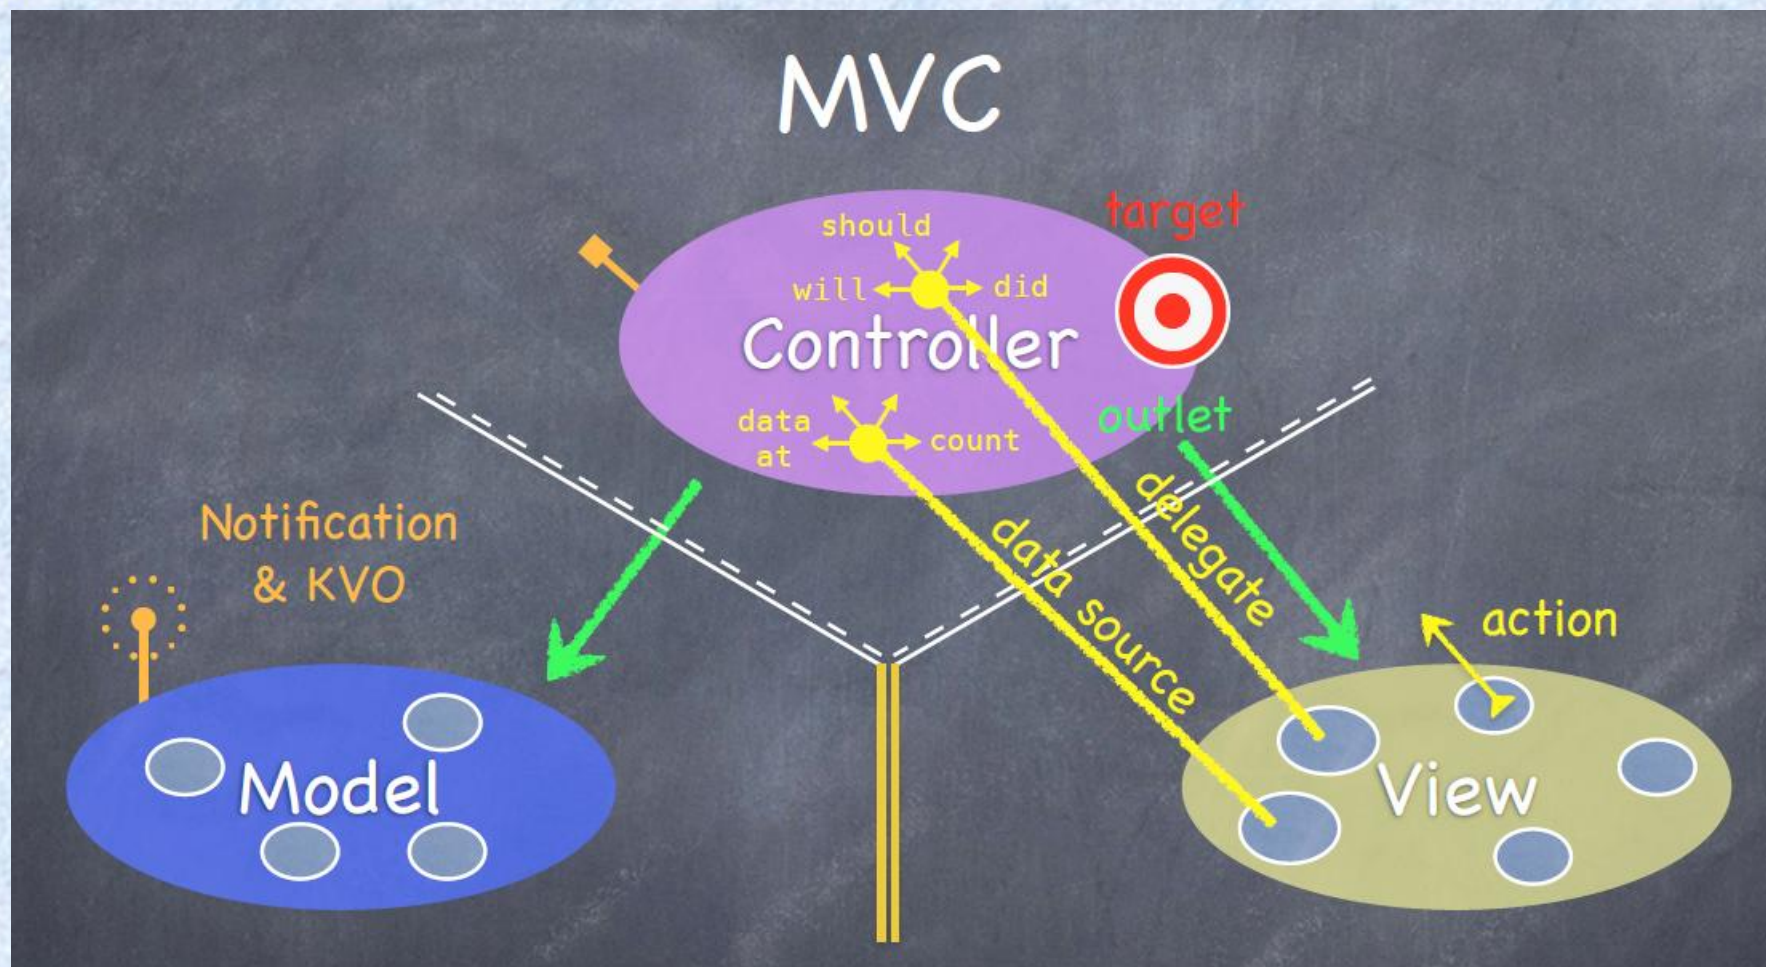 MVC
target
should
will
did
Controller
outlet
data
at
count
Notification
& KVO
delegate
data source
action
Model
View